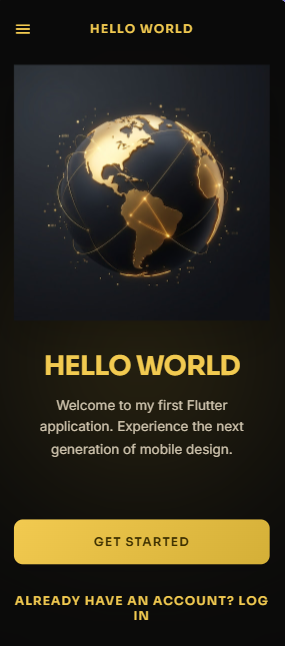 HELLO WORLD
HELLO WORLD
Welcome to my first Flutter
application. Experience the next
generation of mobile design.
GET STARTED
ALREADY HAVE AN ACCOUNT? LOG
IN